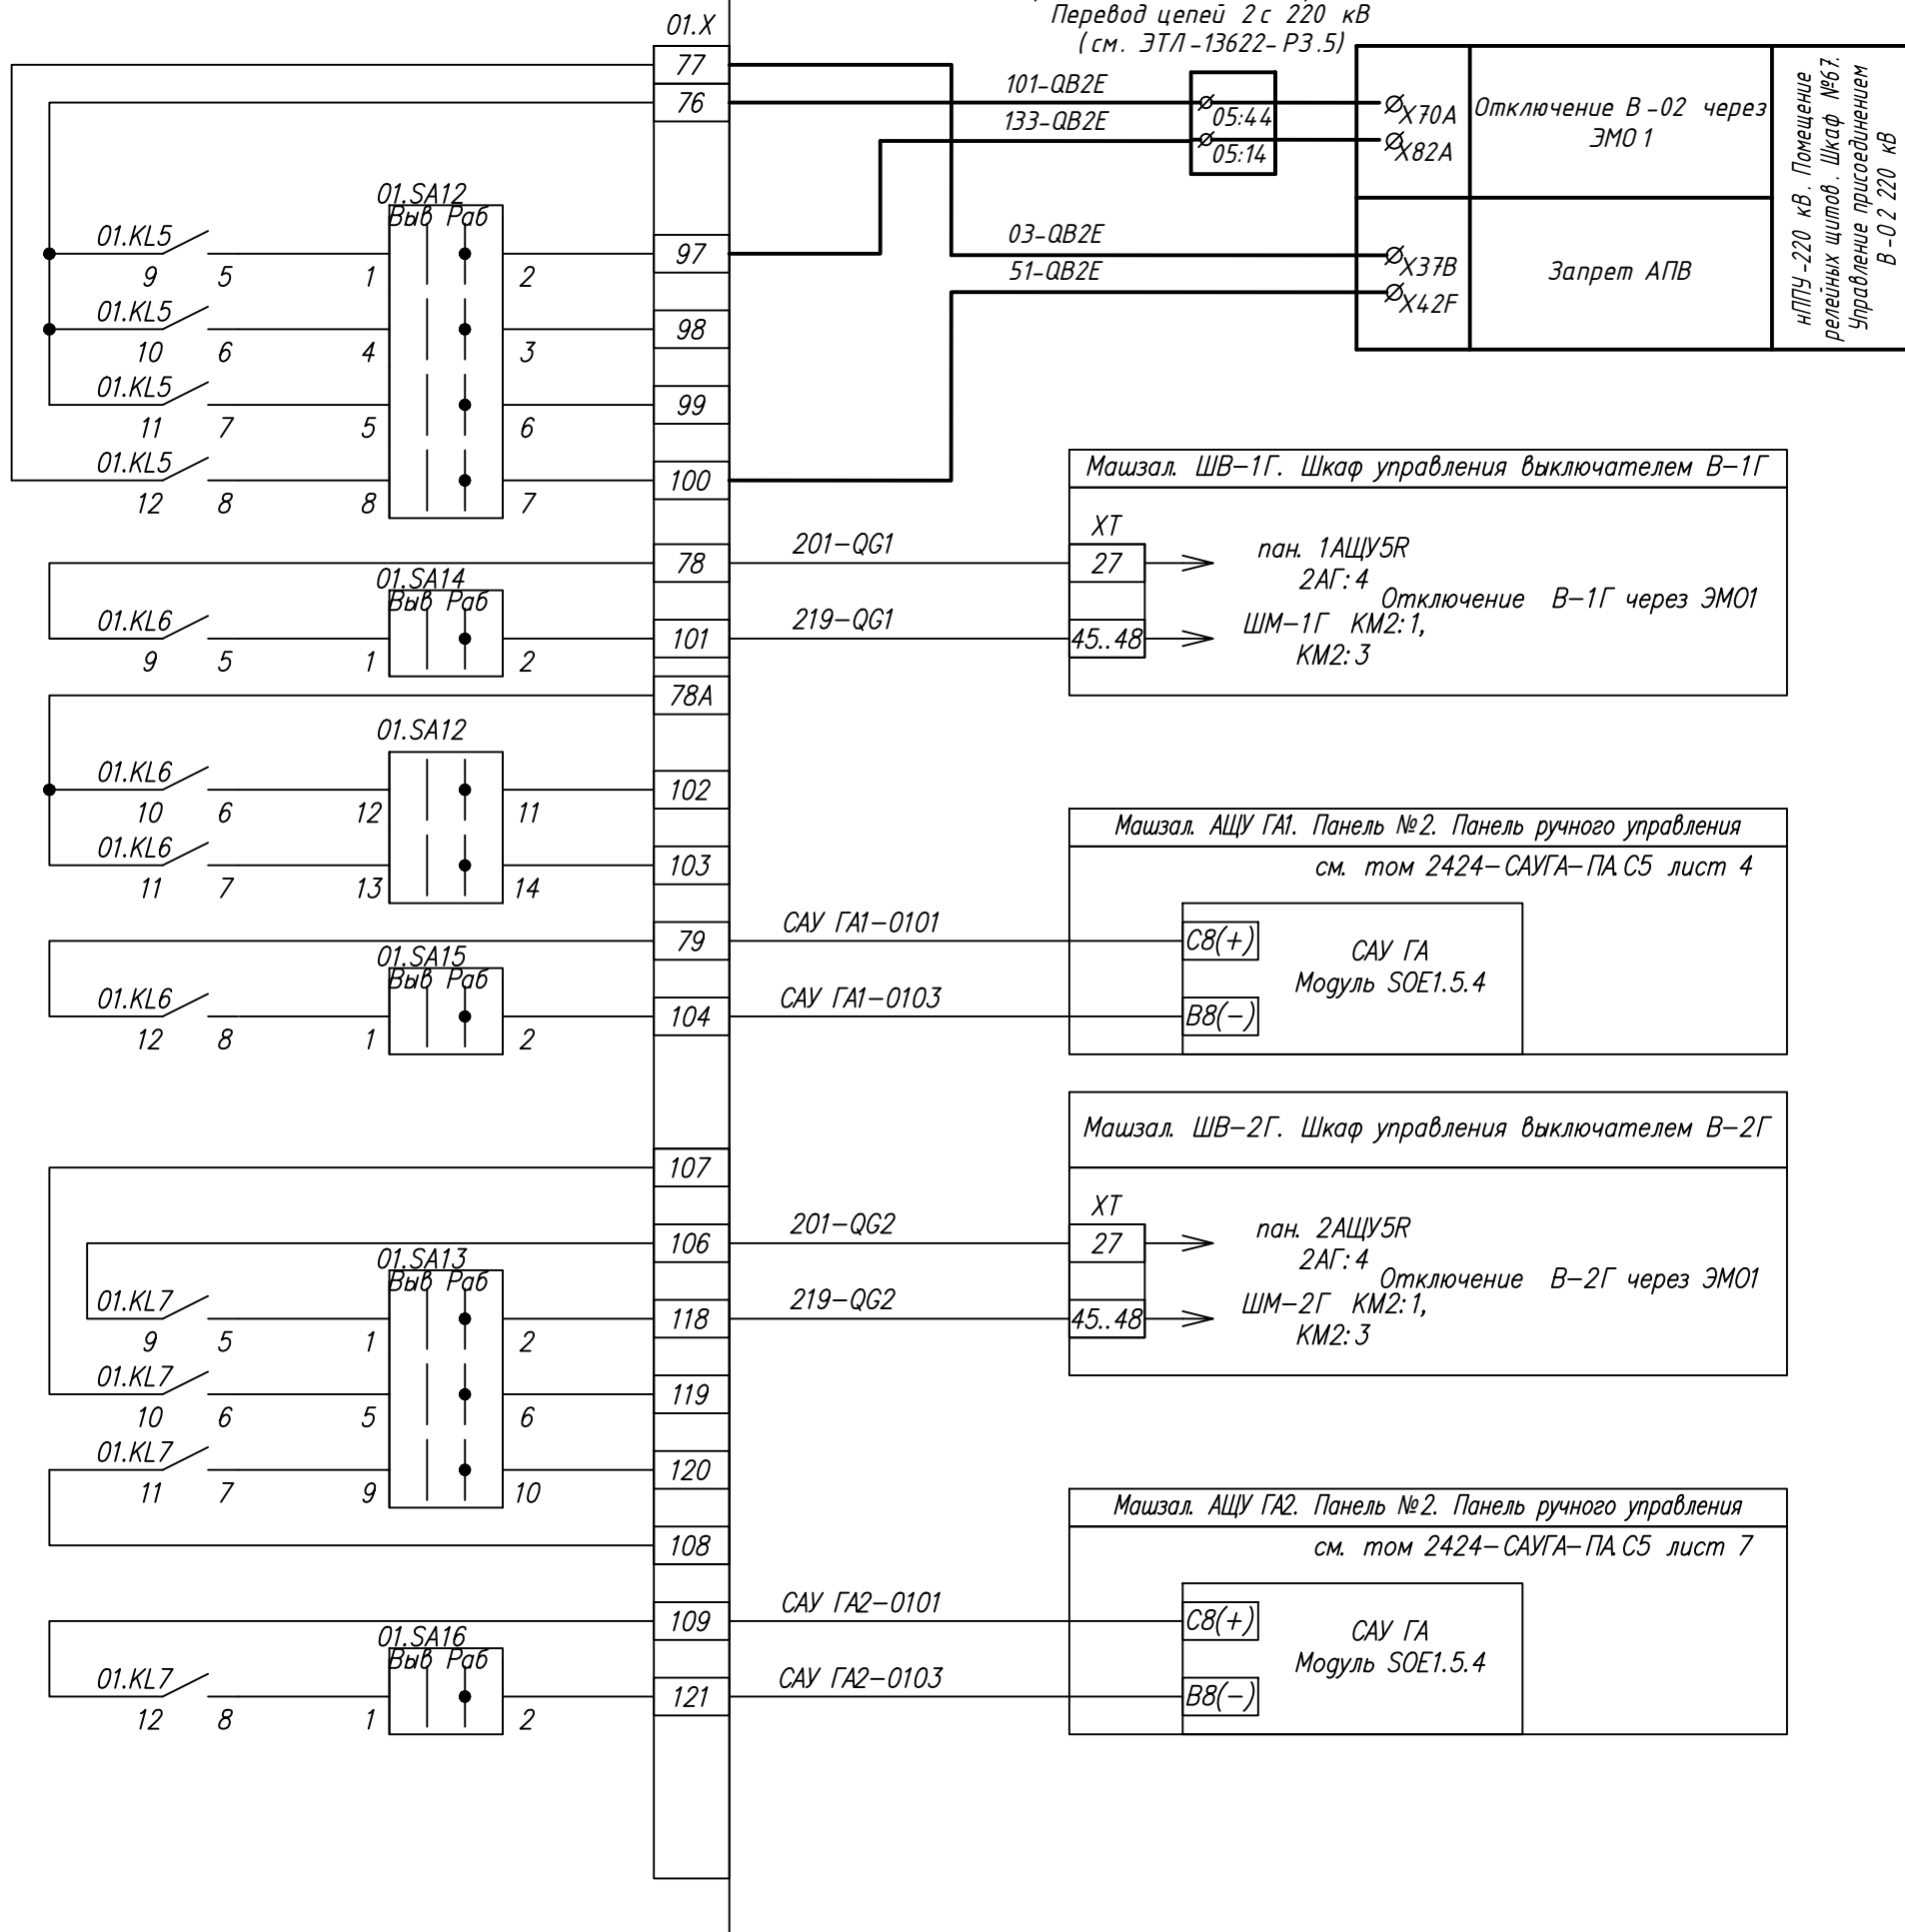 01.X
Перевод цепей 2с 220 кВ
(см. ЭТЛ-13622-РЗ.5)
77
76
101-QB2E
133-QB2E
05:44
05:14
X70A
X82A
Отключение В-02 через
ЭМО1
нППУ-220 кВ. Помещение
релейных щитов. Шкаф №67.
Управление присоединением
В-02 220 кВ
01.SA12
Выв Раб
01.KL5
9 5 1 2
97
03-QB2E
51-QB2E
X37B
X42F
Запрет АПВ
01.KL5
10 6 4 3
98
01.KL5
11 7 5 6
99
01.KL5
12 8 8 7
100
Машзал. ШВ-1Г. Шкаф управления выключателем В-1Г
78
201-QG1
XT
27
пан. 1АЩУ5R
2АГ:4
Отключение В-1Г через ЭМО1
01.SA14
Выв Раб
01.KL6
9 5 1 2
101
219-QG1
45..48
ШМ-1Г КМ2:1,
КМ2:3
78A
01.SA12
01.KL6
10 6 12 11
102
01.KL6
11 7 13 14
103
Машзал. АЩУ ГА1. Панель №2. Панель ручного управления
см. том 2424-САУГА-ПА.С5 лист 4
79
САУ ГА1-0101
C8(+)
САУ ГА
Модуль SOE1.5.4
01.SA15
Выв Раб
01.KL6
12 8 1 2
104
САУ ГА1-0103
B8(-)
Машзал. ШВ-2Г. Шкаф управления выключателем В-2Г
107
106
201-QG2
XT
27
пан. 2АЩУ5R
2АГ:4
Отключение В-2Г через ЭМО1
01.SA13
Выв Раб
01.KL7
9 5 1 2
118
219-QG2
45..48
ШМ-2Г КМ2:1,
КМ2:3
01.KL7
10 6 5 6
119
01.KL7
11 7 9 10
120
108
Машзал. АЩУ ГА2. Панель №2. Панель ручного управления
см. том 2424-САУГА-ПА.С5 лист 7
109
САУ ГА2-0101
C8(+)
САУ ГА
Модуль SOE1.5.4
01.SA16
Выв Раб
01.KL7
12 8 1 2
121
САУ ГА2-0103
B8(-)